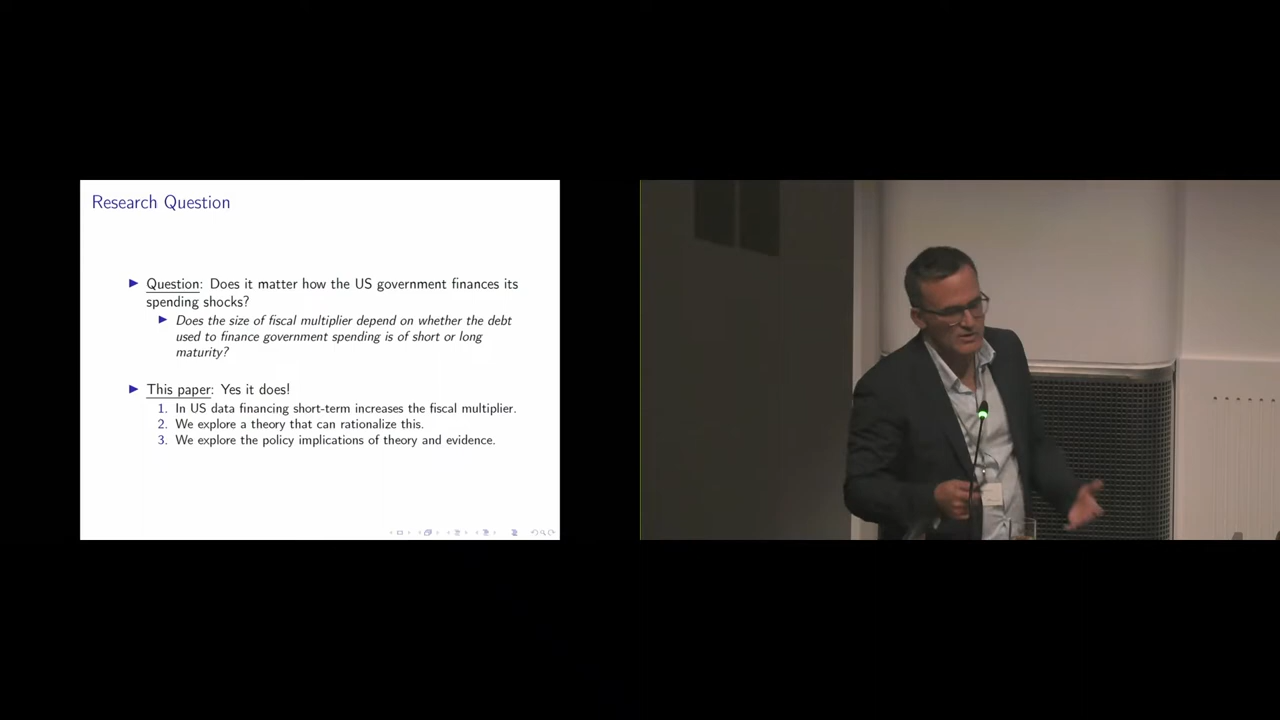 Research Question
Question: Does it matter how the US government finances its
spending shocks?
Does the size of fiscal multiplier depend on whether the debt
used to finance government spending is of short or long
maturity?
This paper: Yes it does!
1. In US data financing short-term increases the fiscal multiplier.
2. We explore a theory that can rationalize this.
3. We explore the policy implications of theory and evidence.